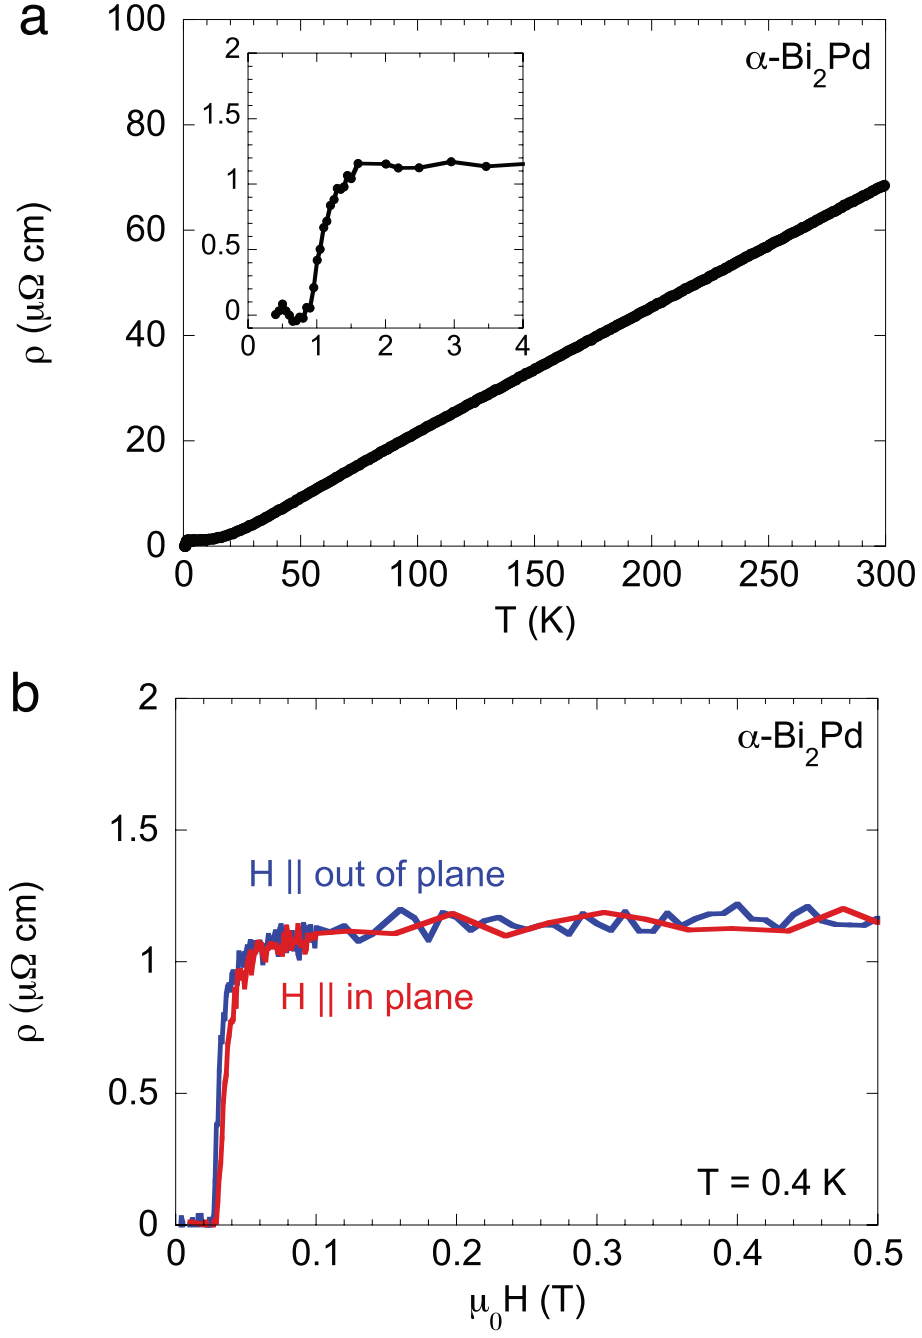 a
α-Bi2Pd
ρ (μΩ cm)
100
80
60
40
20
0
0 50 100 150 200 250 300
T (K)
2
1.5
1
0.5
0
0 1 2 3 4
b
α-Bi2Pd
ρ (μΩ cm)
2
1.5
1
0.5
0
H || out of plane
H || in plane
T = 0.4 K
0 0.1 0.2 0.3 0.4 0.5
μ0H (T)